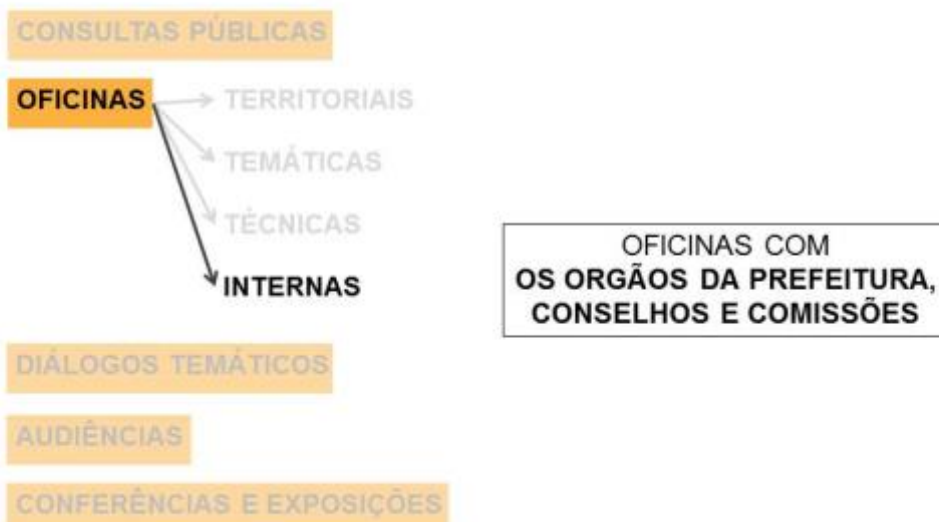 CONSULTAS PÚBLICAS
OFICINAS
TERRITORIAIS
TEMÁTICAS
TÉCNICAS
INTERNAS
OFICINAS COM
OS ORGÃOS DA PREFEITURA,
CONSELHOS E COMISSÕES
DIÁLOGOS TEMÁTICOS
AUDIÊNCIAS
CONFERÊNCIAS E EXPOSIÇÕES